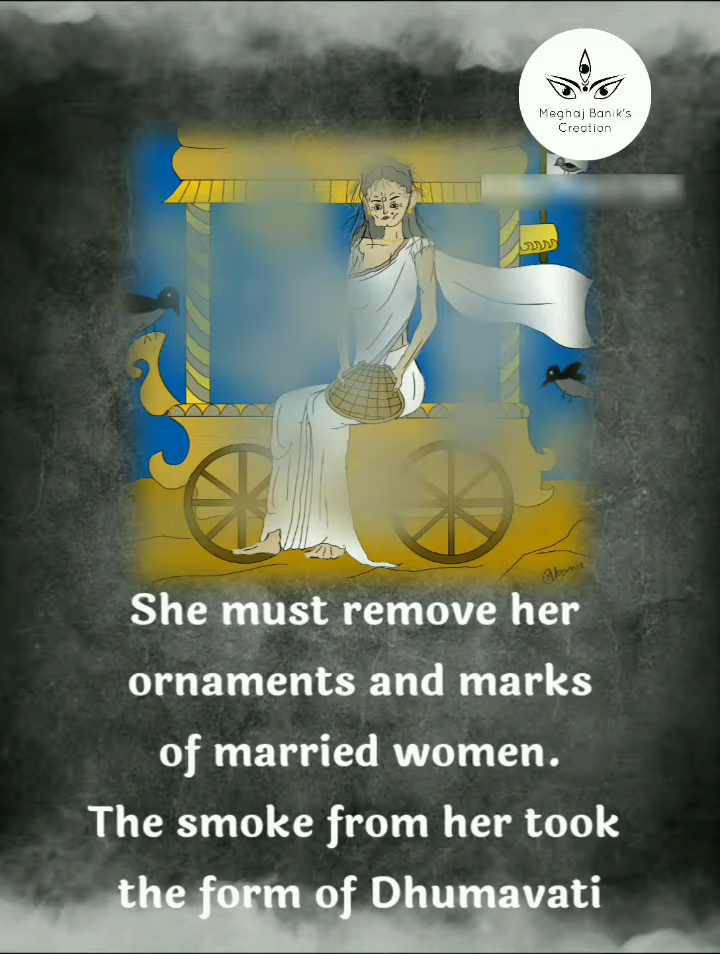 Meghaj Banik's
Creation
She must remove her
ornaments and marks
of married women.
The smoke from her took
the form of Dhumavati